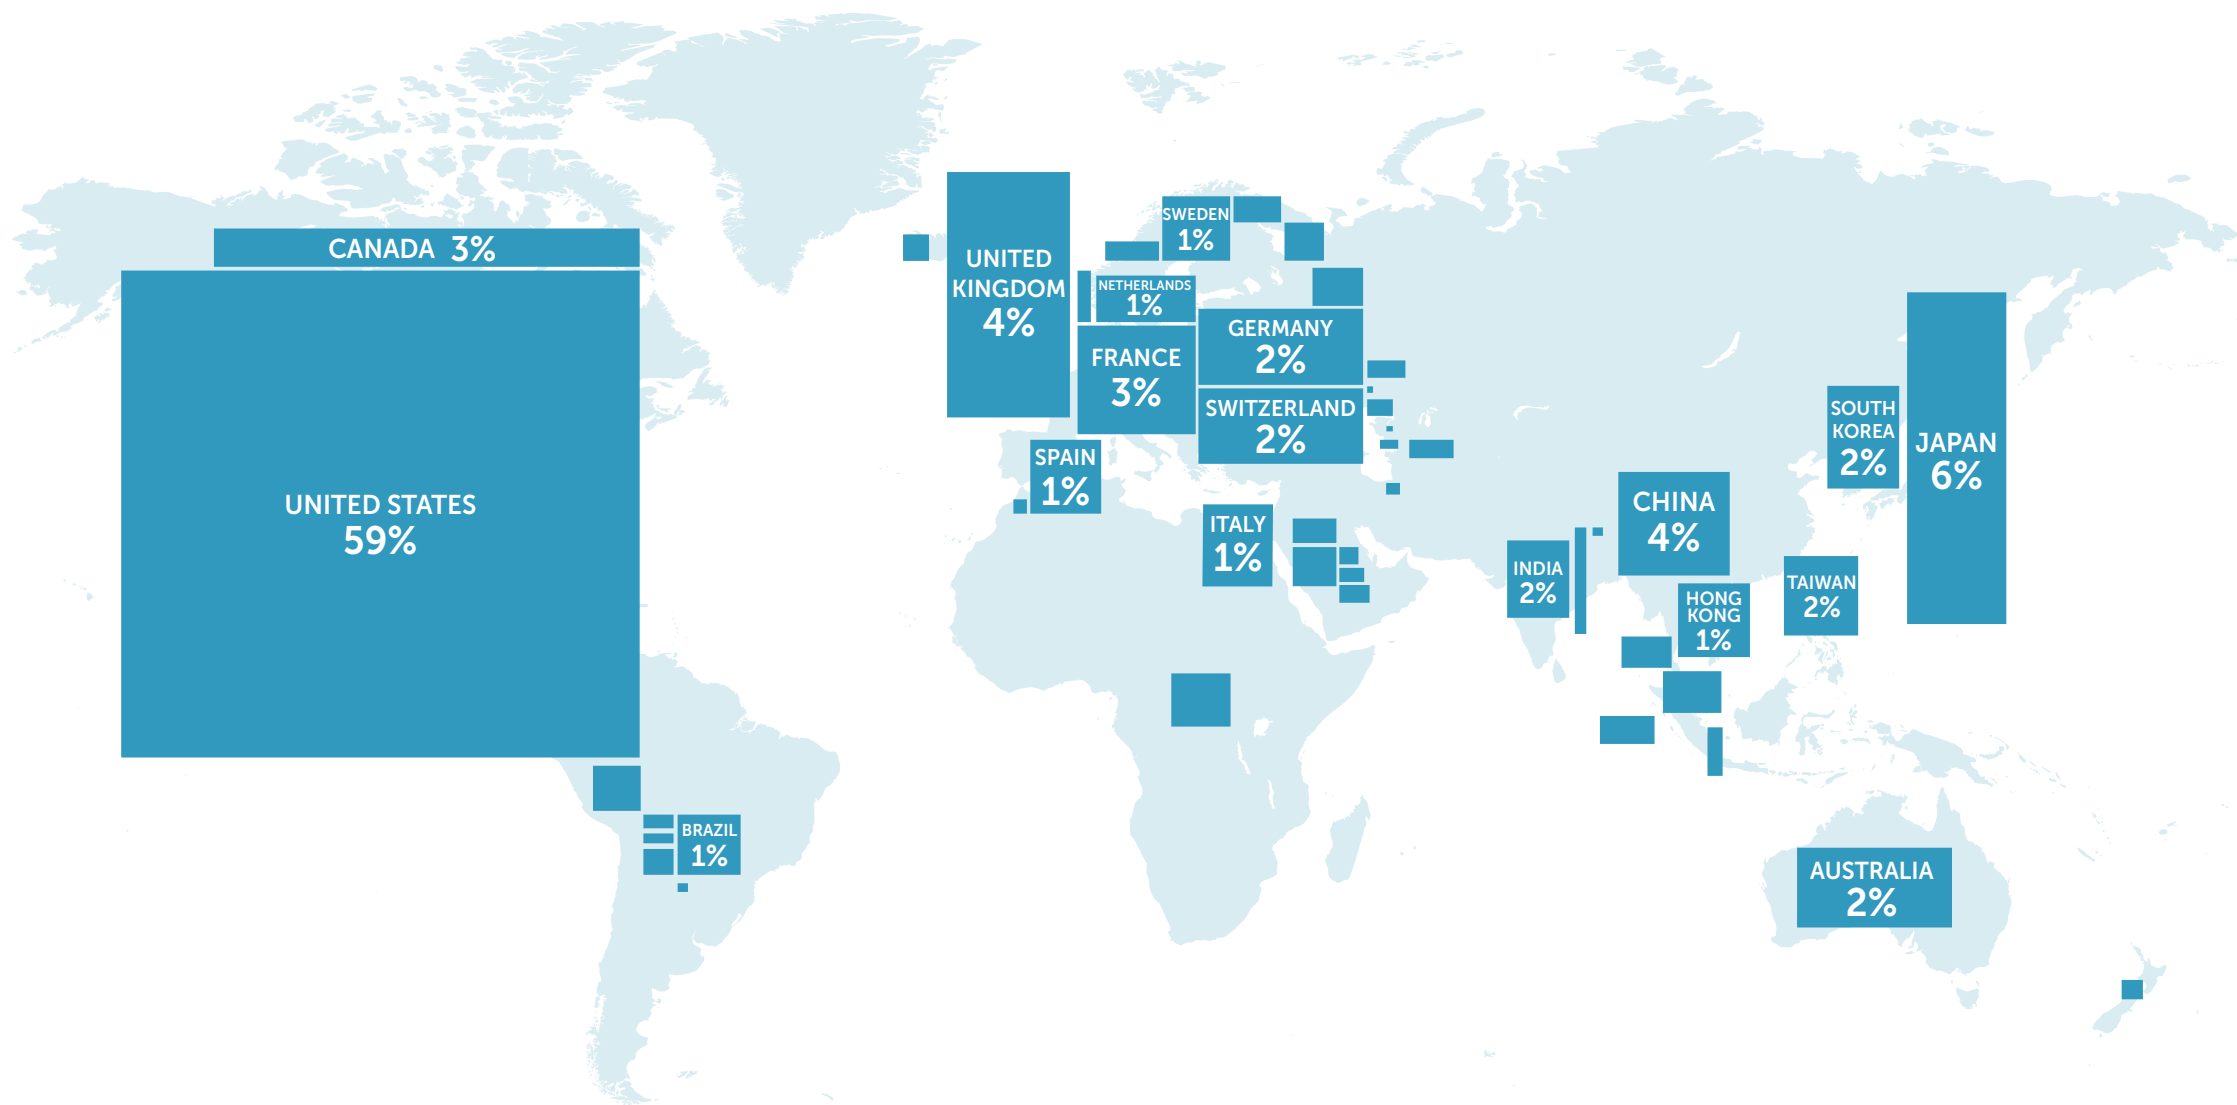 CANADA 3%
UNITED STATES
59%
BRAZIL
1%
UNITED
KINGDOM
4%
SWEDEN
1%
NETHERLANDS
1%
FRANCE
3%
GERMANY
2%
SWITZERLAND
2%
SPAIN
1%
ITALY
1%
INDIA
2%
CHINA
4%
HONG
KONG
1%
TAIWAN
2%
SOUTH
KOREA
2%
JAPAN
6%
AUSTRALIA
2%